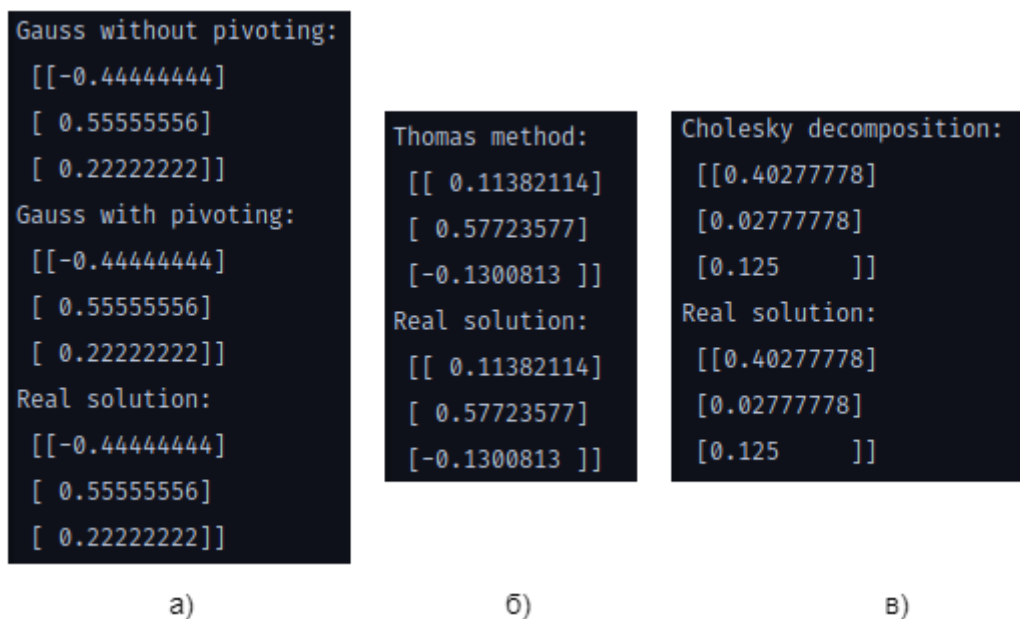 Gauss without pivoting:
[[-0.44444444]
[ 0.55555556]
[ 0.22222222]]
Gauss with pivoting:
[[-0.44444444]
[ 0.55555556]
[ 0.22222222]]
Real solution:
[[-0.44444444]
[ 0.55555556]
[ 0.22222222]]
а)
Thomas method:
[[ 0.11382114]
[ 0.57723577]
[-0.1300813 ]]
Real solution:
[[ 0.11382114]
[ 0.57723577]
[-0.1300813 ]]
б)
Cholesky decomposition:
[[0.40277778]
[0.02777778]
[0.125     ]]
Real solution:
[[0.40277778]
[0.02777778]
[0.125     ]]
в)